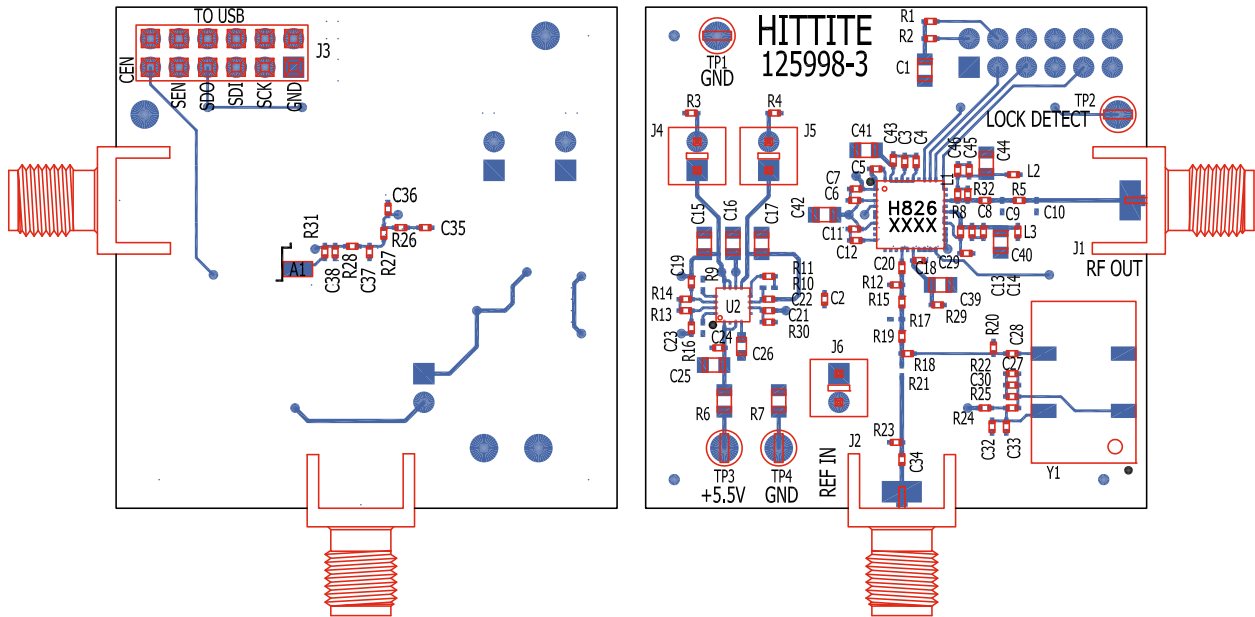 TO USB
J3
CEN
SEN
SDO
SDI
SCK
GND
C36
R31
R26
C35
A1
C38
R28
C37
R27
TP1
GND
HITTITE
125998-3
R1
R2
C1
TP2
LOCK DETECT
R3
R4
J4
J5
C41
C43
C3
C4
C5
C7
C6
C42
C11
C12
H826
XXXX
L1
C46
C45
C44
L2
R32
R5
R8
C8
C9
C10
L3
C40
J1
RF OUT
C15
C16
C17
C19
R9
R11
R10
R14
R13
U2
C22
C21
R30
C2
C23
R16
C24
C25
C26
C20
C18
C29
C13
C14
R12
R15
C39
R29
R17
R19
R20
C28
R18
R22
C27
R21
C30
R25
R24
C32
C33
J6
R6
R7
J2
R23
C34
Y1
TP3
+5.5V
TP4
GND
REF IN